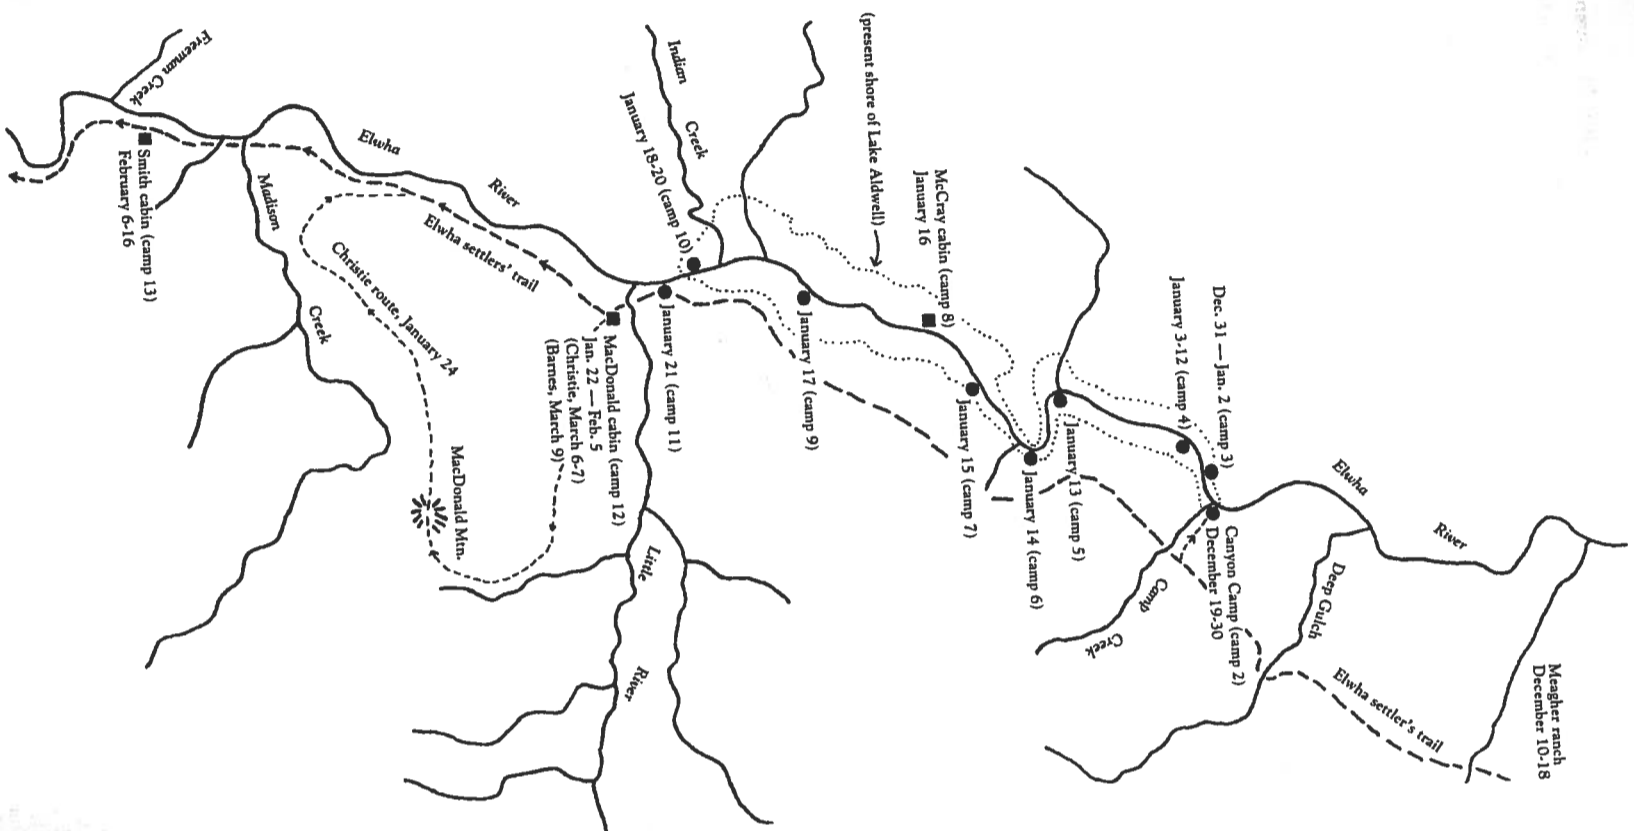 Meagher ranch
December 10-18
Elwha settler's trail
River
Elwha
Deep Gulch
Canyon Camp (camp 2)
December 19-30
Dec. 31 — Jan. 2 (camp 3)
January 3-12 (camp 4)
Camp
Creek
January 13 (camp 5)
January 14 (camp 6)
January 15 (camp 7)
McCray cabin (camp 8)
January 16
(present shore of Lake Aldwell)
January 17 (camp 9)
Indian
Creek
January 18-20 (camp 10)
January 21 (camp 11)
MacDonald cabin (camp 12)
Jan. 22 — Feb. 5
(Christie, March 6-7)
(Barnes, March 9)
Little
River
MacDonald Mtn.
River
Elwha
Elwha settlers' trail
Christie route, January 24
Madison
Creek
Smith cabin (camp 13)
February 6-16
Freeman Creek